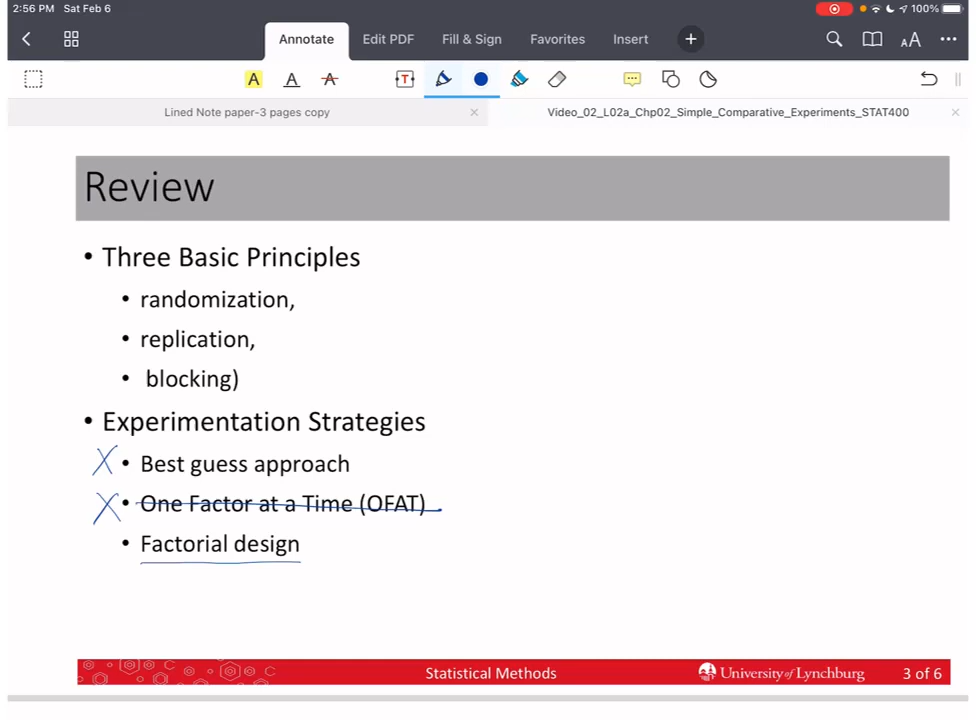 2:56 PM Sat Feb 6
100%
Annotate Edit PDF Fill & Sign Favorites Insert
AA
A A A T
Lined Note paper-3 pages copy
Video_02_L02a_Chp02_Simple_Comparative_Experiments_STAT400
Review
• Three Basic Principles
• randomization,
• replication,
• blocking)
• Experimentation Strategies
X • Best guess approach
X • One Factor at a Time (OFAT)
• Factorial design
Statistical Methods
University of Lynchburg
3 of 6